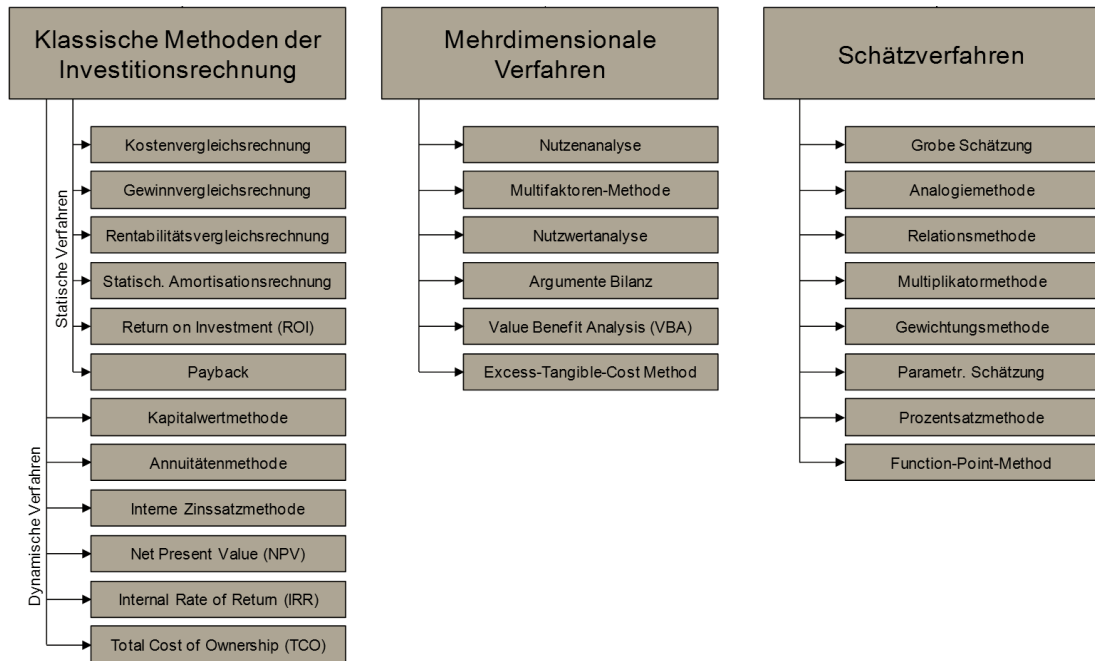 Klassische Methoden der
Investitionsrechnung
Statische Verfahren
Kostenvergleichsrechnung
Gewinnvergleichsrechnung
Rentabilitätsvergleichsrechnung
Statisch. Amortisationsrechnung
Return on Investment (ROI)
Payback
Dynamische Verfahren
Kapitalwertmethode
Annuitätenmethode
Interne Zinssatzmethode
Net Present Value (NPV)
Internal Rate of Return (IRR)
Total Cost of Ownership (TCO)
Mehrdimensionale
Verfahren
Nutzenanalyse
Multifaktoren-Methode
Nutzwertanalyse
Argumente Bilanz
Value Benefit Analysis (VBA)
Excess-Tangible-Cost Method
Schätzverfahren
Grobe Schätzung
Analogiemethode
Relationsmethode
Multiplikatormethode
Gewichtungsmethode
Parametr. Schätzung
Prozentsatzmethode
Function-Point-Method